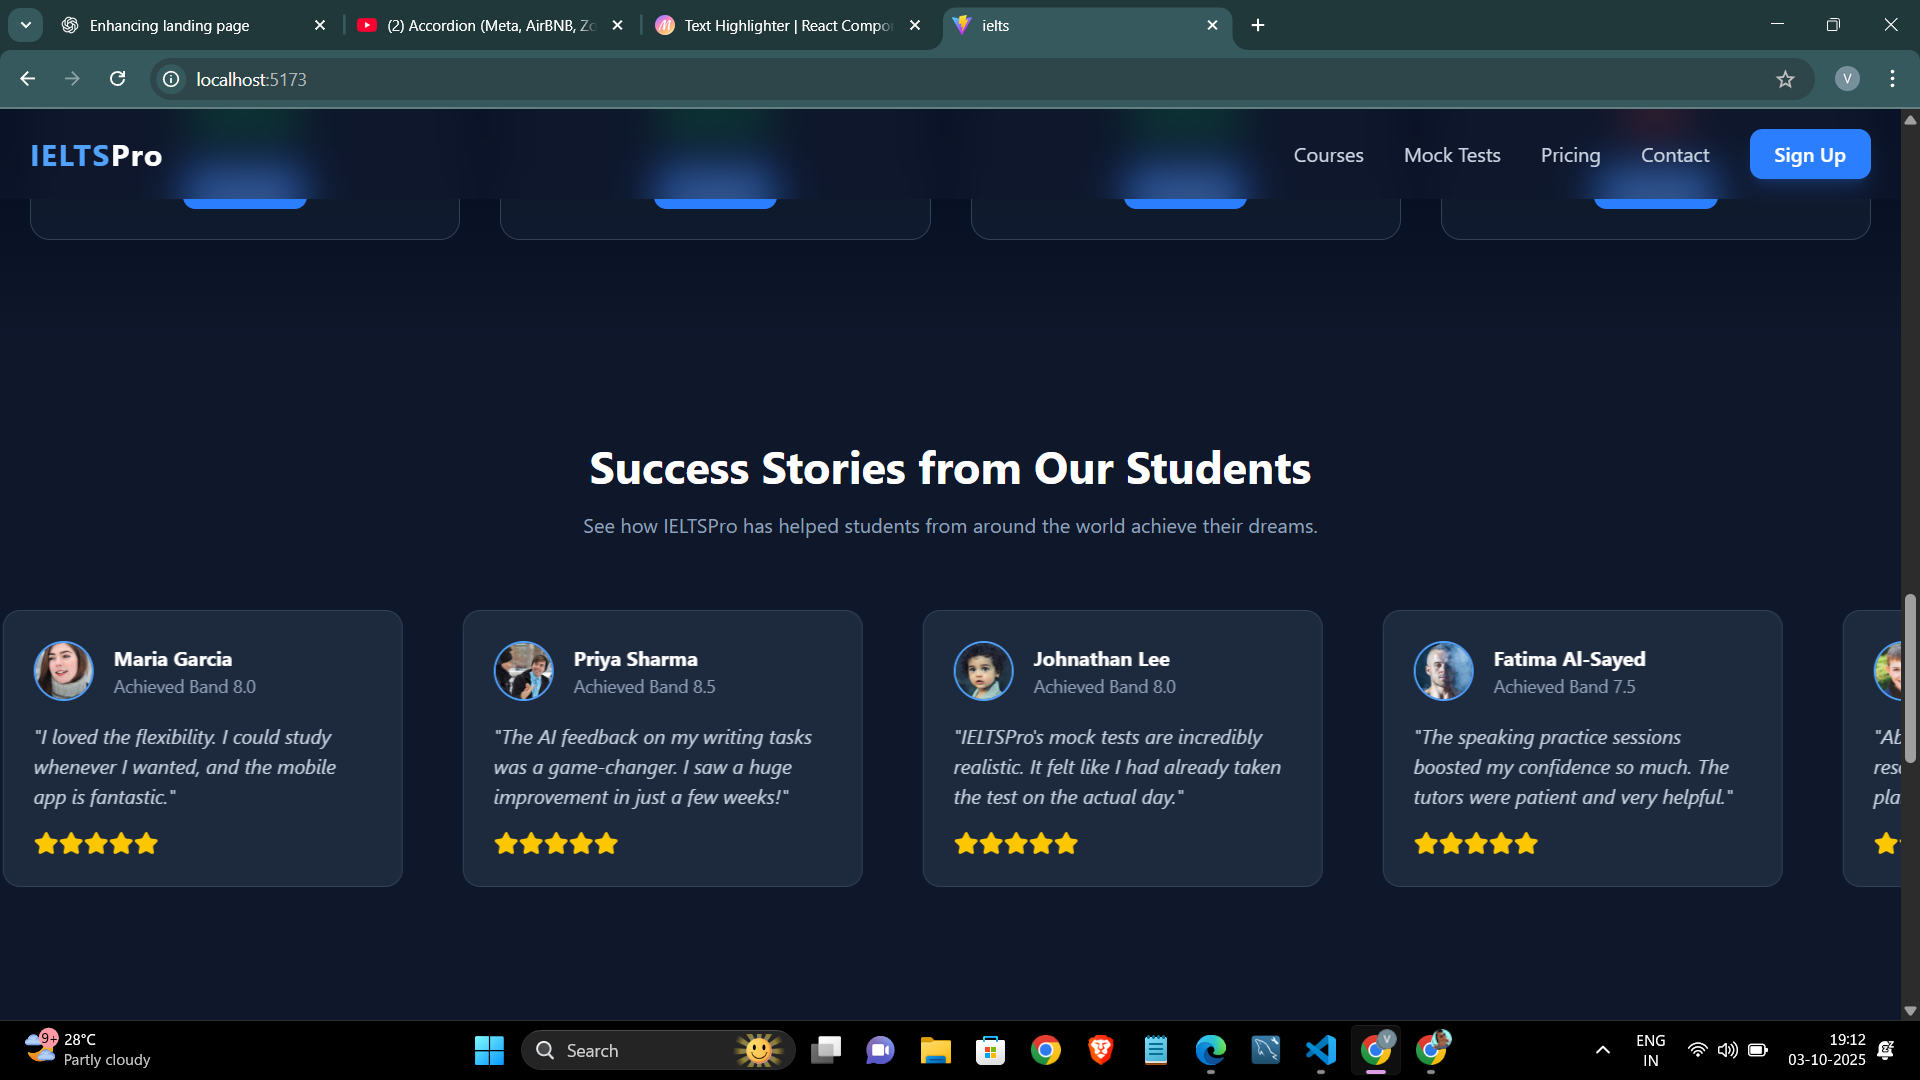 Enhancing landing page
(2) Accordion (Meta, AirBNB, Zo
Text Highlighter | React Compo
ielts
localhost:5173
V
IELTSPro
Courses
Mock Tests
Pricing
Contact
Sign Up
Success Stories from Our Students
See how IELTSPro has helped students from around the world achieve their dreams.
Maria Garcia
Achieved Band 8.0
"I loved the flexibility. I could study
whenever I wanted, and the mobile
app is fantastic."
Priya Sharma
Achieved Band 8.5
"The AI feedback on my writing tasks
was a game-changer. I saw a huge
improvement in just a few weeks!"
Johnathan Lee
Achieved Band 8.0
"IELTSPro's mock tests are incredibly
realistic. It felt like I had already taken
the test on the actual day."
Fatima Al-Sayed
Achieved Band 7.5
"The speaking practice sessions
boosted my confidence so much. The
tutors were patient and very helpful."
"Ab
res
pla
9+
28°C
Partly cloudy
Search
V
ENG
IN
19:12
03-10-2025